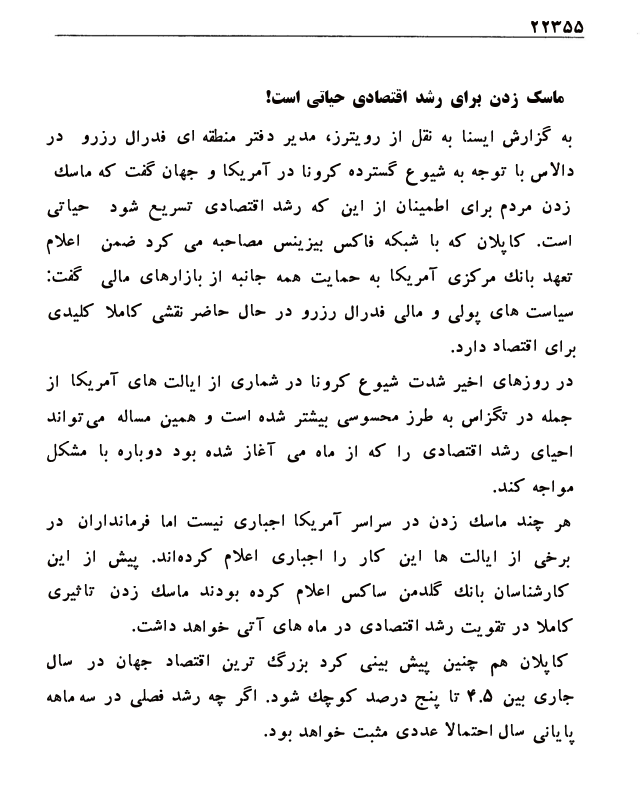 ۲۲۳۵۵
ماسک زدن برای رشد اقتصادی حیاتی است!
به گزارش ایسنا به نقل از رویترز، مدیر دفتر منطقه ای فدرال رزرو در
دالاس با توجه به شیوع گسترده کرونا در آمریکا و جهان گفت که ماسك
زدن مردم برای اطمینان از این که رشد اقتصادی تسریع شود حیاتی
است. کاپلان که با شبکه فاکس بیزینس مصاحبه می کرد ضمن اعلام
تعهد بانك مرکزی آمریکا به حمایت همه جانبه از بازارهای مالی گفت:
سیاست های پولی و مالی فدرال رزرو در حال حاضر نقشی کاملا کلیدی
برای اقتصاد دارد.
در روزهای اخیر شدت شیوع کرونا در شماری از ایالت های آمریکا از
جمله در تگزاس به طرز محسوسی بیشتر شده است و همین مساله می‌تواند
احیای رشد اقتصادی را که از ماه می آغاز شده بود دوباره با مشکل
مواجه کند.
هر چند ماسك زدن در سراسر آمریکا اجباری نیست اما فرمانداران در
برخی از ایالت ها این کار را اجباری اعلام کرده‌اند. پیش از این
کارشناسان بانك گلدمن ساکس اعلام کرده بودند ماسك زدن تاثیری
کاملا در تقویت رشد اقتصادی در ماه های آتی خواهد داشت.
کاپلان هم چنین پیش بینی کرد بزرگ ترین اقتصاد جهان در سال
جاری بین ۴.۵ تا پنج درصد کوچك شود. اگر چه رشد فصلی در سه ماهه
پایانی سال احتمالا عددی مثبت خواهد بود.